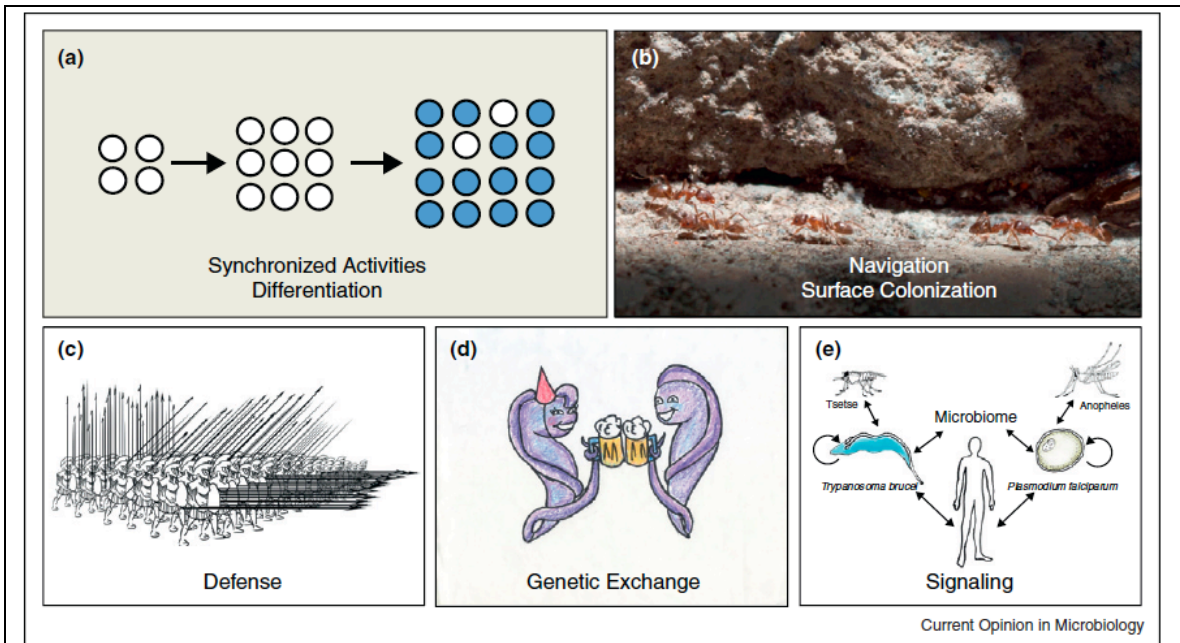 (a)
Synchronized Activities
Differentiation
(b)
Navigation
Surface Colonization
(c)
Defense
(d)
Genetic Exchange
(e)
Tsetse
Anopheles
Microbiome
Trypanosoma brucei
Plasmodium falciparum
Signaling
Current Opinion in Microbiology